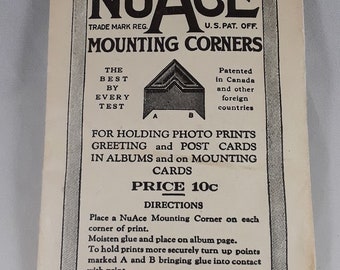 NuAce
TRADE MARK REG. U.S. PAT. OFF.
MOUNTING CORNERS
THE
BEST
BY
EVERY
TEST
A B
Patented
in Canada
and other
foreign
countries
FOR HOLDING PHOTO PRINTS
GREETING and POST CARDS
IN ALBUMS and on MOUNTING
CARDS
PRICE 10c
DIRECTIONS
Place a NuAce Mounting Corner on each
corner of print.
Moisten glue and place on album page.
To hold prints more securely turn up points
marked A and B bringing glue into contact
with print.